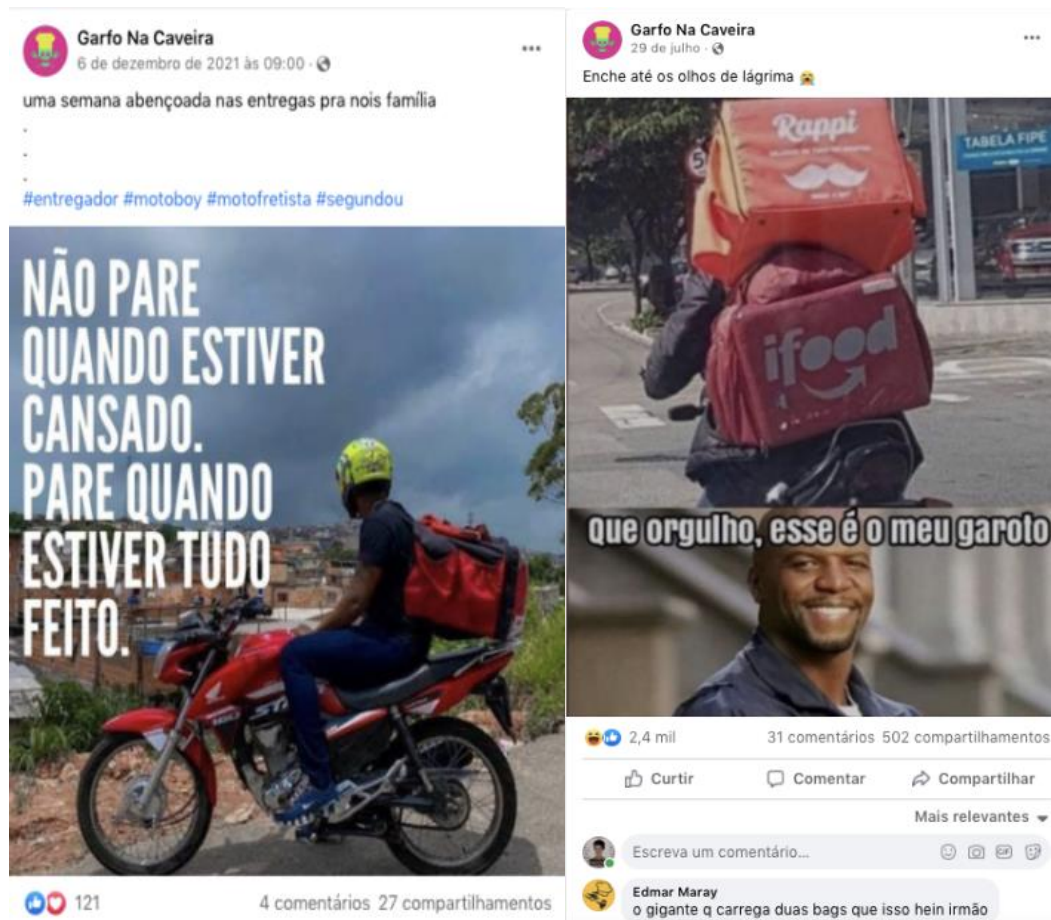 Garfo Na Caveira
6 de dezembro de 2021 às 09:00 ·
uma semana abençoada nas entregas pra nois família
.
.
.
#entregador #motoboy #motofretista #segundou
NÃO PARE
QUANDO ESTIVER
CANSADO.
PARE QUANDO
ESTIVER TUDO
FEITO.
121
4 comentários 27 compartilhamentos
Garfo Na Caveira
29 de julho ·
Enche até os olhos de lágrima 😭
Rappi
5
TABELA FIPE
ifood
que orgulho, esse é o meu garoto
2,4 mil
31 comentários 502 compartilhamentos
Curtir
Comentar
Compartilhar
Mais relevantes
Escreva um comentário...
GIF
Edmar Maray
o gigante q carrega duas bags que isso hein irmão